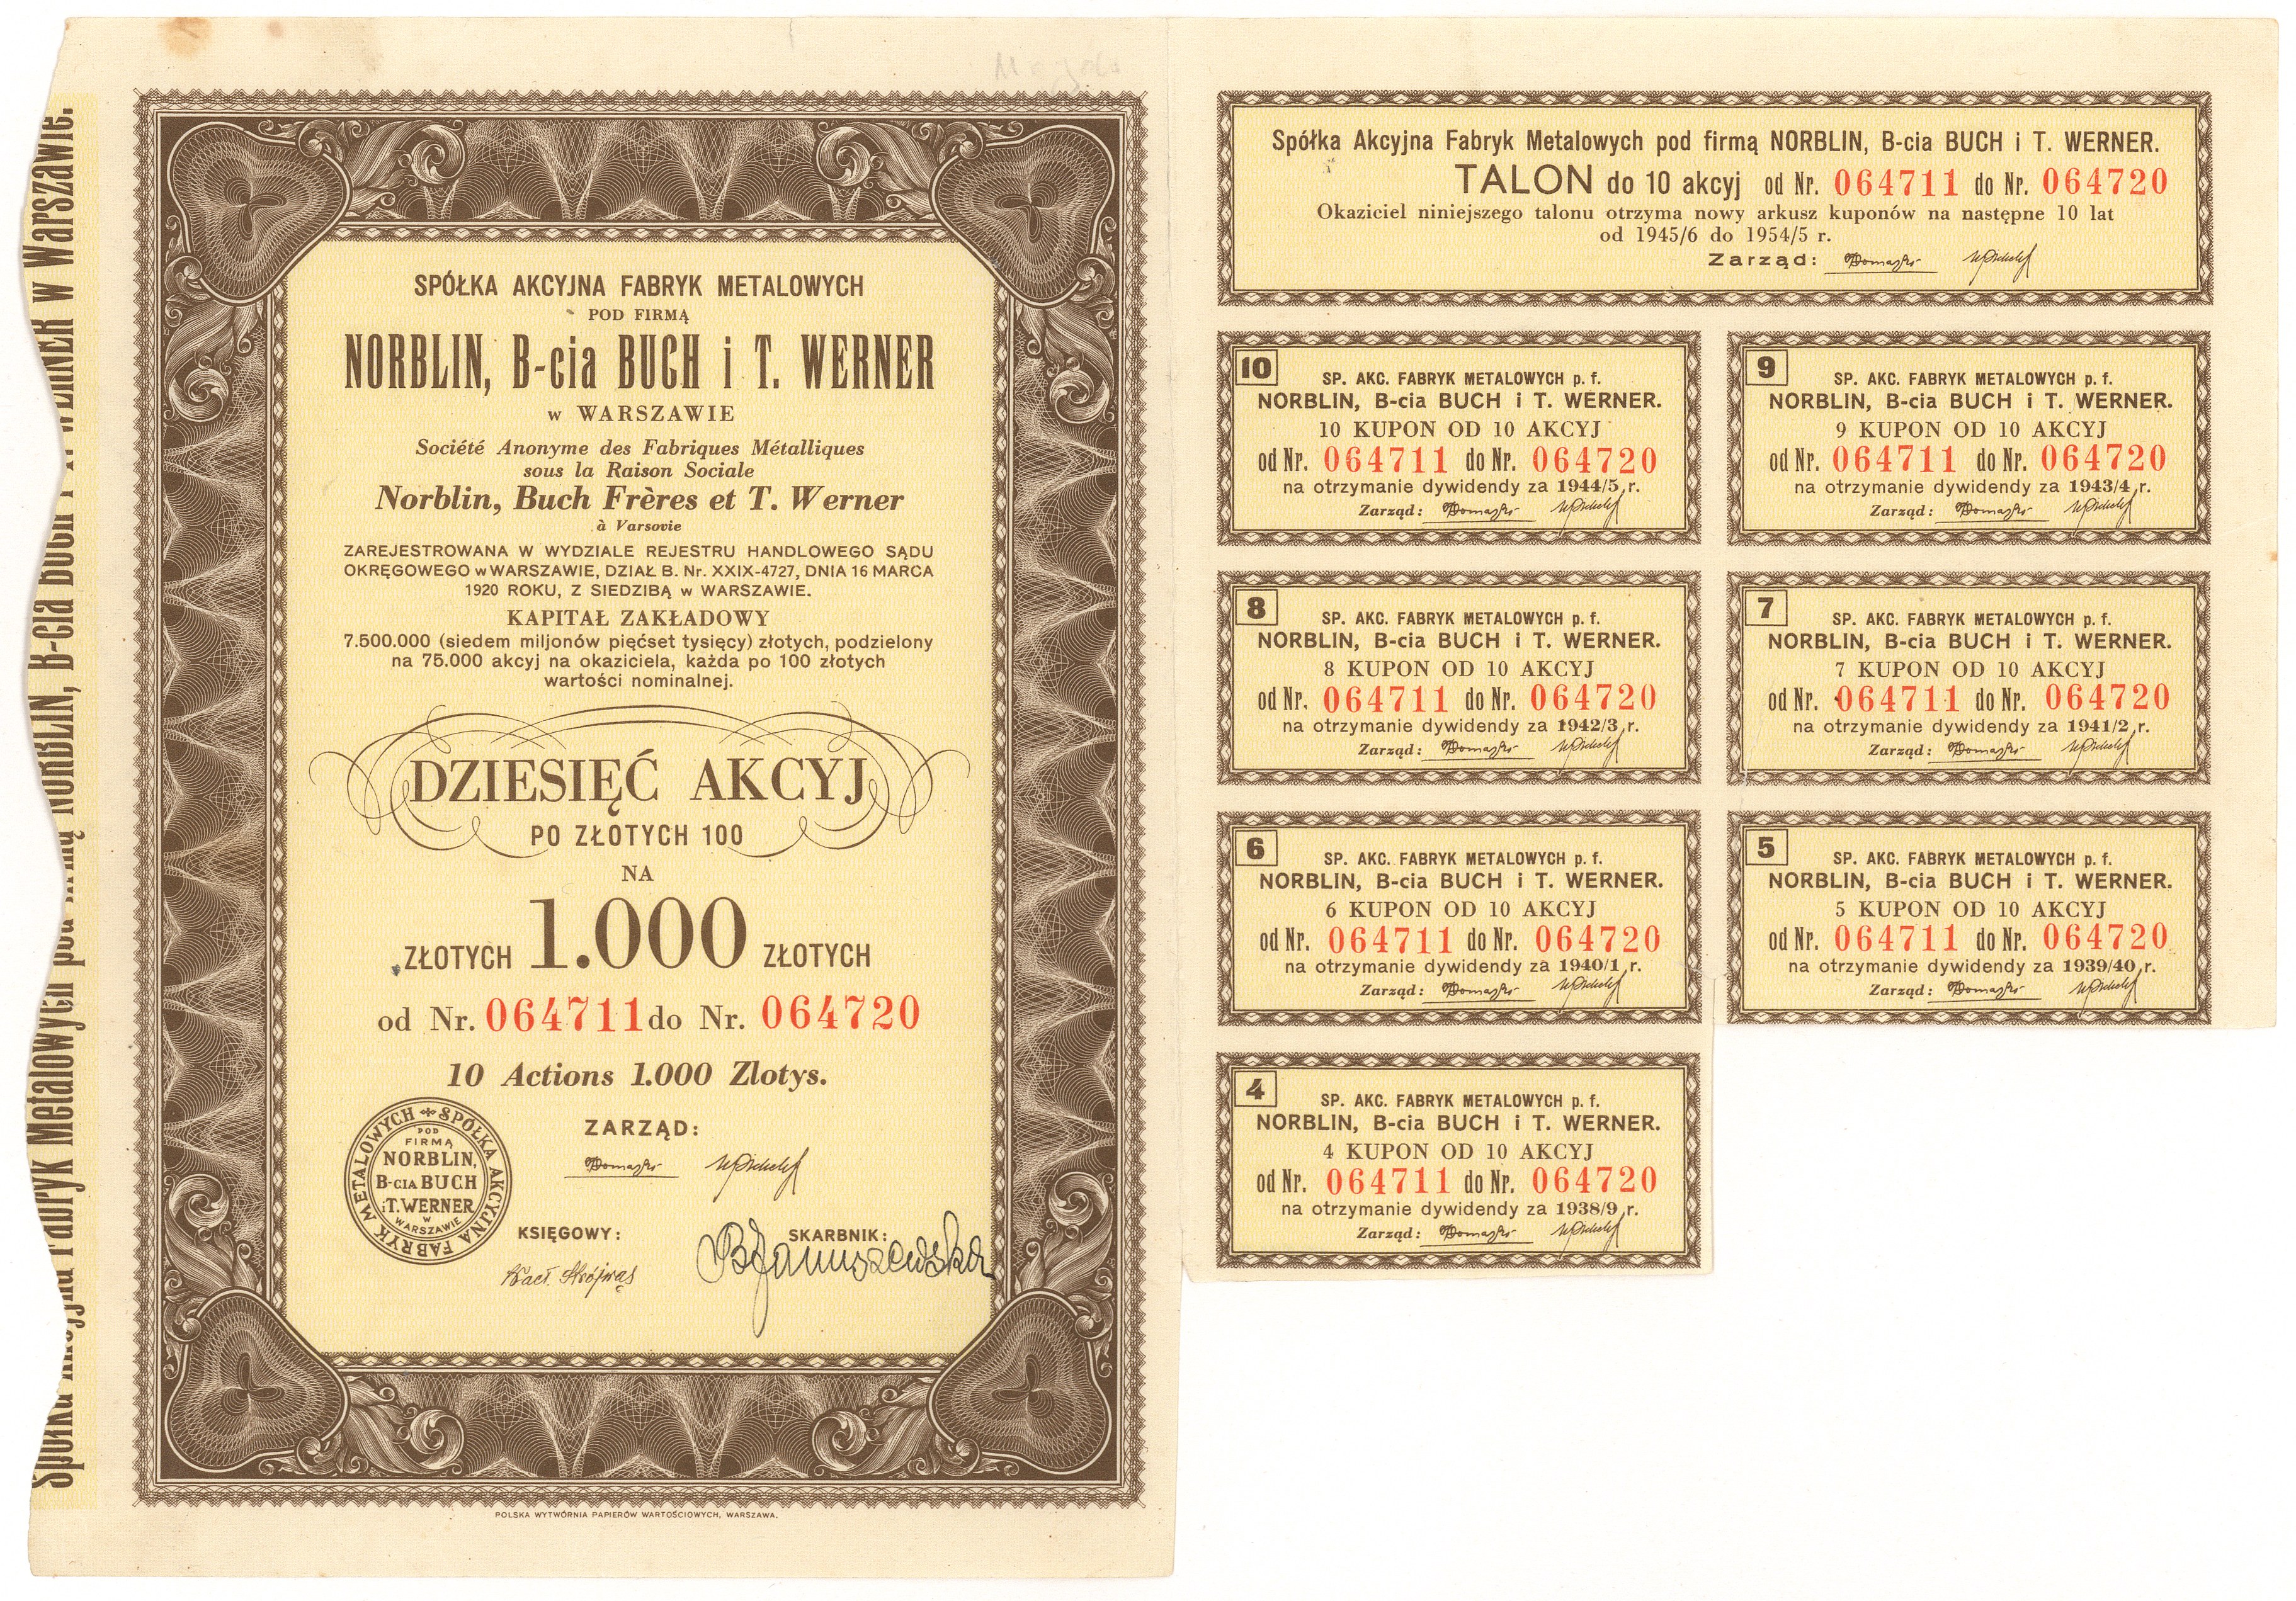 Spółka Akcyjna Fabryk Metalowych pod firmą NORBLIN, B-cia BUCH i T. WERNER w Warszawie.
SPÓŁKA AKCYJNA FABRYK METALOWYCH
POD FIRMĄ
NORBLIN, B-cia BUCH i T. WERNER
w WARSZAWIE
Société Anonyme des Fabriques Métalliques
sous la Raison Sociale
Norblin, Buch Frères et T. Werner
à Varsovie
ZAREJESTROWANA W WYDZIALE REJESTRU HANDLOWEGO SĄDU
OKRĘGOWEGO w WARSZAWIE, DZIAŁ B. Nr. XXIX-4727, DNIA 16 MARCA
1920 ROKU, Z SIEDZIBĄ w WARSZAWIE.
KAPITAŁ ZAKŁADOWY
7.500.000 (siedem miljonów pięćset tysięcy) złotych, podzielony
na 75.000 akcyj na okaziciela, każda po 100 złotych
wartości nominalnej.
DZIESIĘĆ AKCYJ
PO ZŁOTYCH 100
NA
ZŁOTYCH 1.000 ZŁOTYCH
od Nr. 064711 do Nr. 064720
10 Actions 1.000 Zlotys.
SPÓŁKA AKCYJNA FABRYK METALOWYCH
POD
FIRMĄ
NORBLIN,
B-CIA BUCH
i T. WERNER
W
WARSZAWIE
ZARZĄD:
KSIĘGOWY:
SKARBNIK:
POLSKA WYTWÓRNIA PAPIERÓW WARTOŚCIOWYCH, WARSZAWA.
Spółka Akcyjna Fabryk Metalowych pod firmą NORBLIN, B-cia BUCH i T. WERNER.
TALON do 10 akcyj od Nr. 064711 do Nr. 064720
Okaziciel niniejszego talonu otrzyma nowy arkusz kuponów na następne 10 lat
od 1945/6 do 1954/5 r.
Zarząd:
10
SP. AKC. FABRYK METALOWYCH p. f.
NORBLIN, B-cia BUCH i T. WERNER.
10 KUPON OD 10 AKCYJ
od Nr. 064711 do Nr. 064720
na otrzymanie dywidendy za 1944/5 r.
Zarząd:
9
SP. AKC. FABRYK METALOWYCH p. f.
NORBLIN, B-cia BUCH i T. WERNER.
9 KUPON OD 10 AKCYJ
od Nr. 064711 do Nr. 064720
na otrzymanie dywidendy za 1943/4 r.
Zarząd:
8
SP. AKC. FABRYK METALOWYCH p. f.
NORBLIN, B-cia BUCH i T. WERNER.
8 KUPON OD 10 AKCYJ
od Nr. 064711 do Nr. 064720
na otrzymanie dywidendy za 1942/3 r.
Zarząd:
7
SP. AKC. FABRYK METALOWYCH p. f.
NORBLIN, B-cia BUCH i T. WERNER.
7 KUPON OD 10 AKCYJ
od Nr. 064711 do Nr. 064720
na otrzymanie dywidendy za 1941/2 r.
Zarząd:
6
SP. AKC. FABRYK METALOWYCH p. f.
NORBLIN, B-cia BUCH i T. WERNER.
6 KUPON OD 10 AKCYJ
od Nr. 064711 do Nr. 064720
na otrzymanie dywidendy za 1940/1 r.
Zarząd:
5
SP. AKC. FABRYK METALOWYCH p. f.
NORBLIN, B-cia BUCH i T. WERNER.
5 KUPON OD 10 AKCYJ
od Nr. 064711 do Nr. 064720
na otrzymanie dywidendy za 1939/40 r.
Zarząd:
4
SP. AKC. FABRYK METALOWYCH p. f.
NORBLIN, B-cia BUCH i T. WERNER.
4 KUPON OD 10 AKCYJ
od Nr. 064711 do Nr. 064720
na otrzymanie dywidendy za 1938/9 r.
Zarząd: